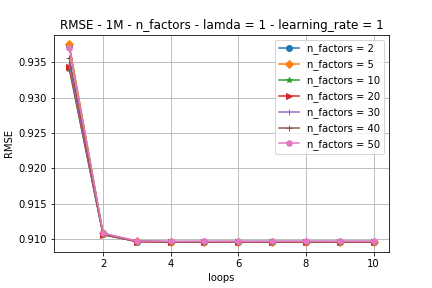 RMSE - 1M - n_factors - lamda = 1 - learning_rate = 1
n_factors = 2
n_factors = 5
n_factors = 10
n_factors = 20
n_factors = 30
n_factors = 40
n_factors = 50
RMSE
0.935
0.930
0.925
0.920
0.915
0.910
2 4 6 8 10
loops